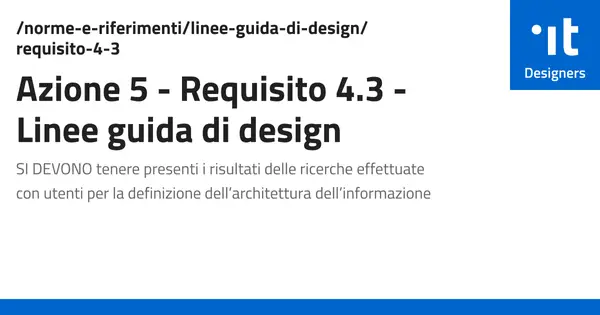 /norme-e-riferimenti/linee-guida-di-design/
requisito-4-3
Azione 5 - Requisito 4.3 -
Linee guida di design
SI DEVONO tenere presenti i risultati delle ricerche effettuate
con utenti per la definizione dell’architettura dell’informazione
·it
Designers